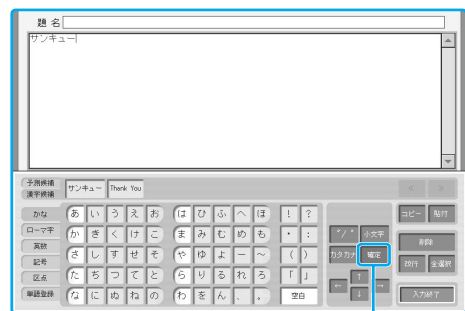 題 名
サンキュー
予測候補
漢字候補
サンキュー Thank You
かな あ い う え お は ひ ふ へ ほ ! ? コピー 貼付
ローマ字 か き く け こ ま み む め も ・ : ゛/゜ 小文字 削除
英数 さ し す せ そ や ゆ よ ー ～ ( ) カタカナ 確定
記号 改行 全選択
区点 た ち つ て と ら り る れ ろ 「 」 ↑
単語登録 な に ぬ ね の わ を ん 、 。 空白 ← ↓ → 入力終了